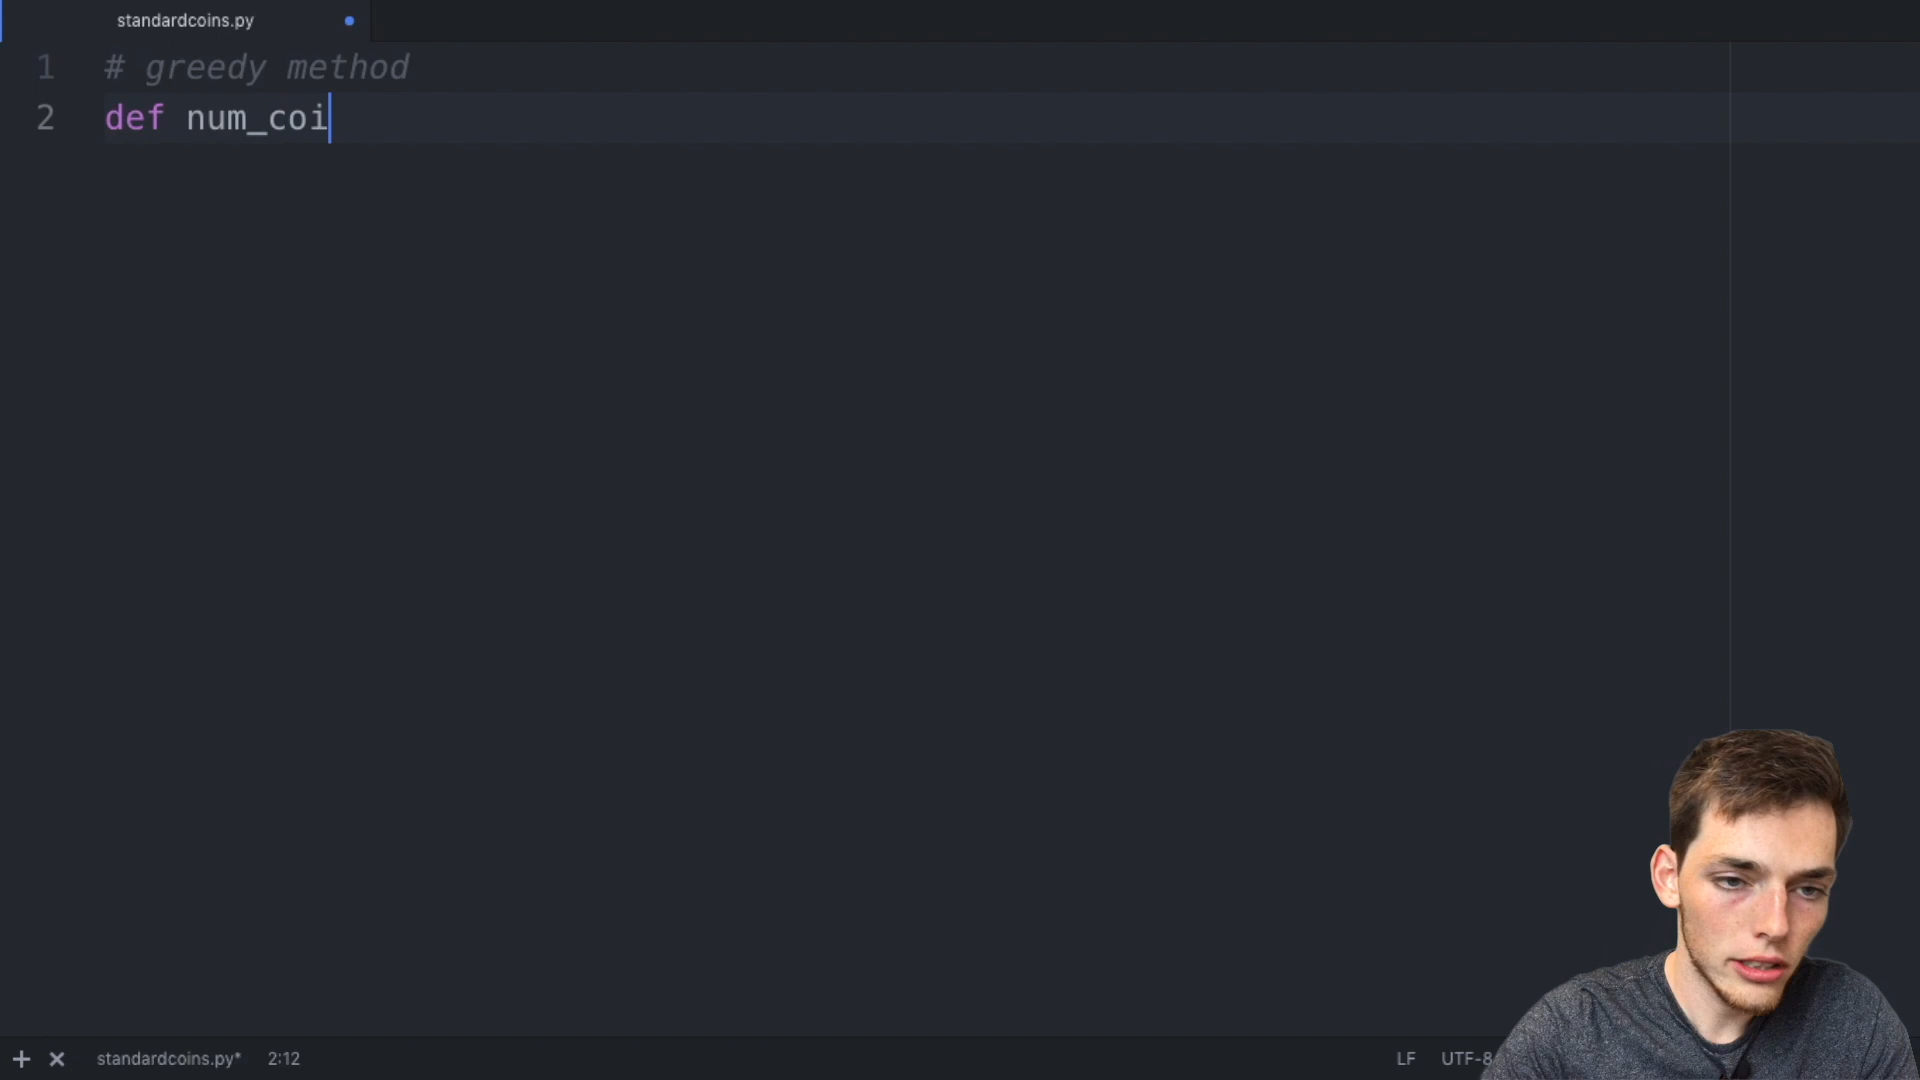 standardcoins.py
1 # greedy method
2 def num_coi
standardcoins.py* 2:12 LF UTF-8